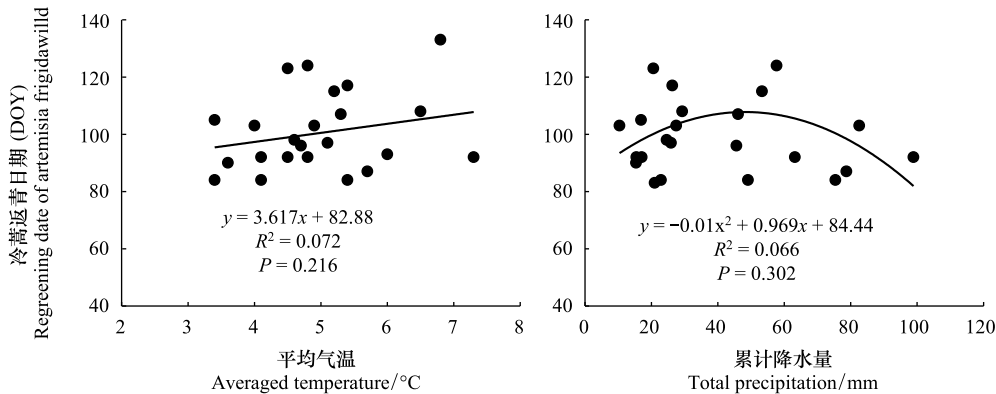 冷蒿返青日期 (DOY)
Regreening date of artemisia frigidawilld
140
120
100
80
60
40
2
3
4
5
6
7
8
y = 3.617x + 82.88
R² = 0.072
P = 0.216
平均气温
Averaged temperature/°C
140
120
100
80
60
40
0
20
40
60
80
100
120
y = −0.01x² + 0.969x + 84.44
R² = 0.066
P = 0.302
累计降水量
Total precipitation/mm